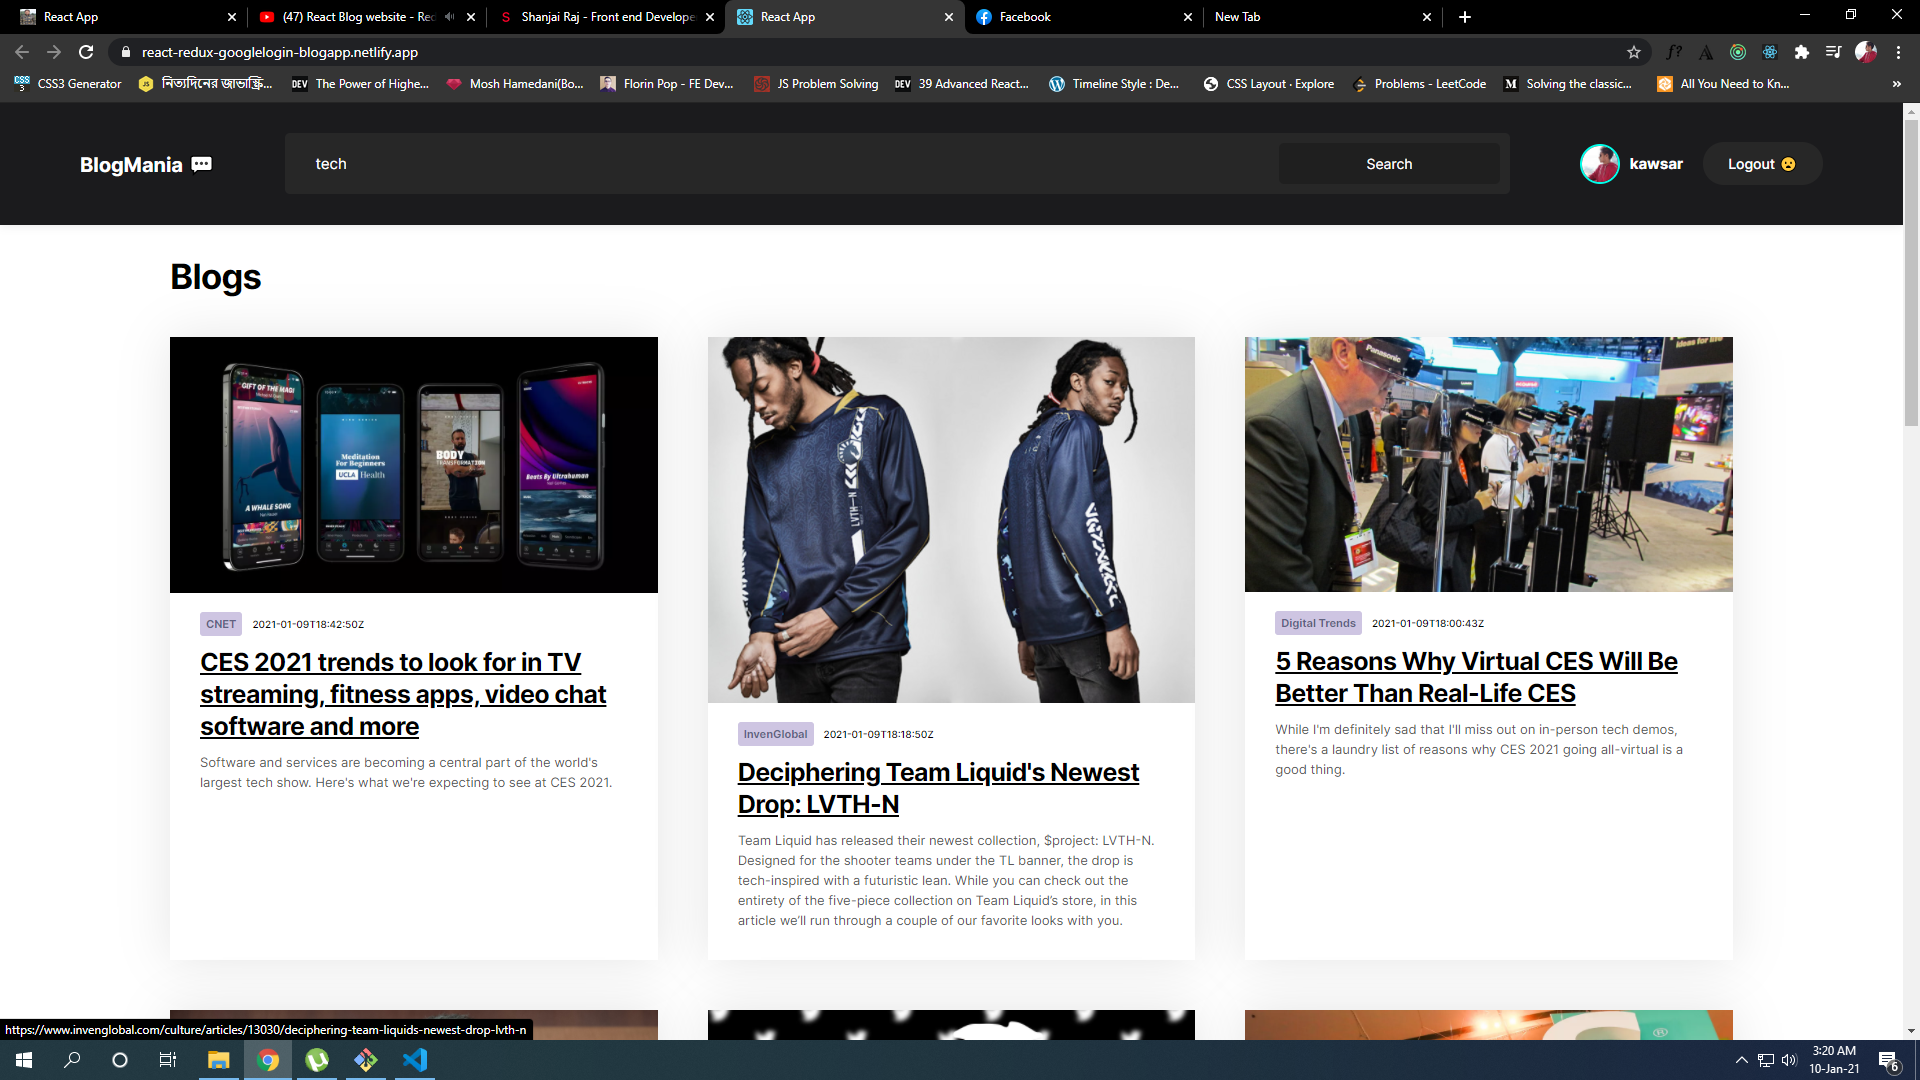 React App
(47) React Blog website - Rec
Shanjai Raj - Front end Develope
React App
Facebook
New Tab
react-redux-googlelogin-blogapp.netlify.app
CSS3 Generator
নিত্যদিনের জাভাস্ক্রি...
DEV
The Power of Highe...
Mosh Hamedani(Bo...
Florin Pop - FE Dev...
JS Problem Solving
DEV
39 Advanced React...
Timeline Style : De...
CSS Layout · Explore
Problems - LeetCode
Solving the classic...
All You Need to Kn...
BlogMania
tech
Search
kawsar
Logout
Blogs
GIFT OF THE MAGI
A WHALE SONG
Meditation
For Beginners
UCLA Health
BODY
TRANSFORMATION
Beats By Ultrahuman
LVTH-N
Panasonic
CNET
2021-01-09T18:42:50Z
CES 2021 trends to look for in TV
streaming, fitness apps, video chat
software and more
Software and services are becoming a central part of the world's
largest tech show. Here's what we're expecting to see at CES 2021.
InvenGlobal
2021-01-09T18:18:50Z
Deciphering Team Liquid's Newest
Drop: LVTH-N
Team Liquid has released their newest collection, $project: LVTH-N.
Designed for the shooter teams under the TL banner, the drop is
tech-inspired with a futuristic lean. While you can check out the
entirety of the five-piece collection on Team Liquid’s store, in this
article we’ll run through a couple of our favorite looks with you.
Digital Trends
2021-01-09T18:00:43Z
5 Reasons Why Virtual CES Will Be
Better Than Real-Life CES
While I'm definitely sad that I'll miss out on in-person tech demos,
there's a laundry list of reasons why CES 2021 going all-virtual is a
good thing.
https://www.invenglobal.com/culture/articles/13030/deciphering-team-liquids-newest-drop-lvth-n
3:20 AM
10-Jan-21
6